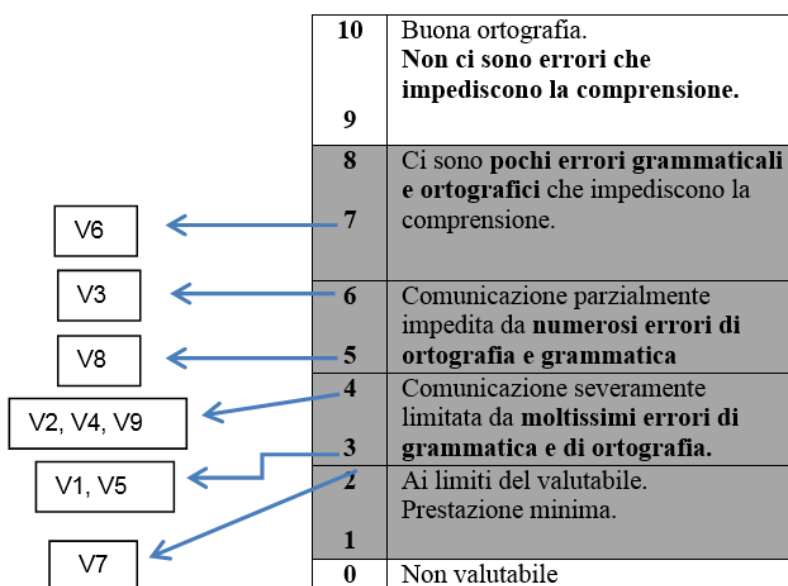 10 Buona ortografia.
Non ci sono errori che
impediscono la comprensione.
9
8 Ci sono pochi errori grammaticali
e ortografici che impediscono la
V6 7 comprensione.
V3 6 Comunicazione parzialmente
impedita da numerosi errori di
V8 5 ortografia e grammatica
4 Comunicazione severamente
V2, V4, V9 limitata da moltissimi errori di
3 grammatica e di ortografia.
V1, V5 2 Ai limiti del valutabile.
Prestazione minima.
1
V7
0 Non valutabile